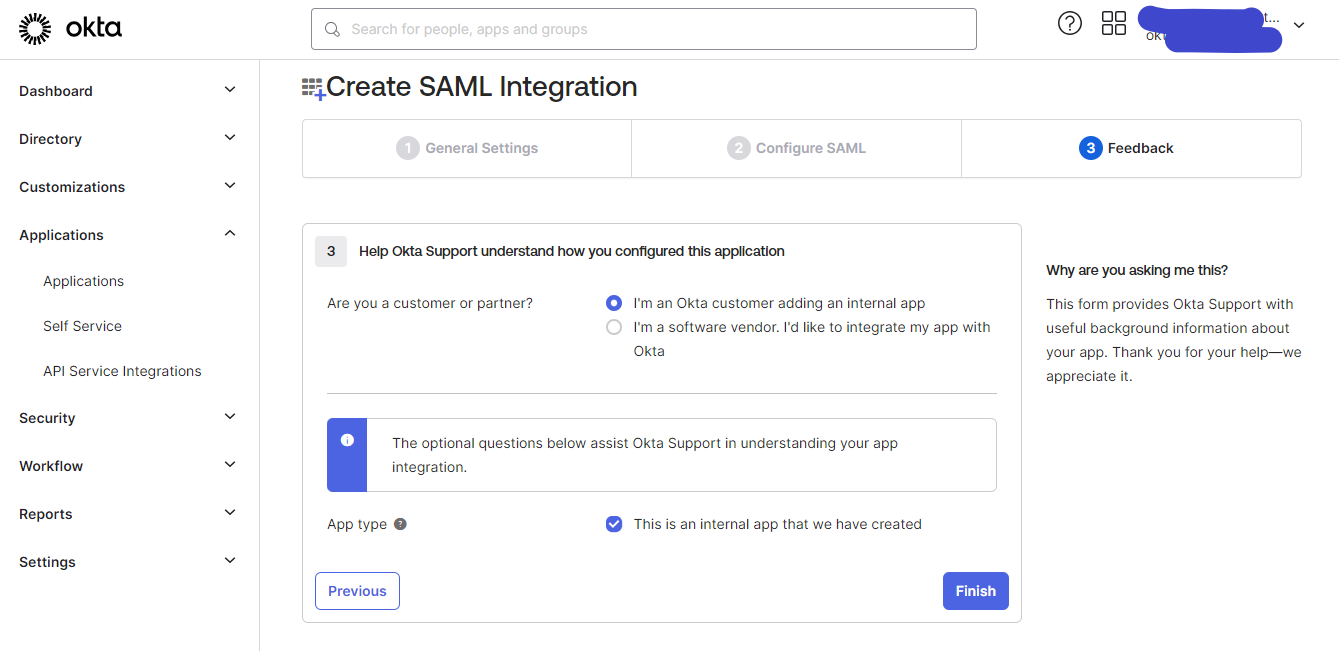 okta
Search for people, apps and groups
Dashboard
Directory
Customizations
Applications
Applications
Self Service
API Service Integrations
Security
Workflow
Reports
Settings
Create SAML Integration
1 General Settings
2 Configure SAML
3 Feedback
3 Help Okta Support understand how you configured this application
Are you a customer or partner?
I'm an Okta customer adding an internal app
I'm a software vendor. I'd like to integrate my app with
Okta
The optional questions below assist Okta Support in understanding your app
integration.
App type
This is an internal app that we have created
Previous
Finish
Why are you asking me this?
This form provides Okta Support with
useful background information about
your app. Thank you for your help—we
appreciate it.